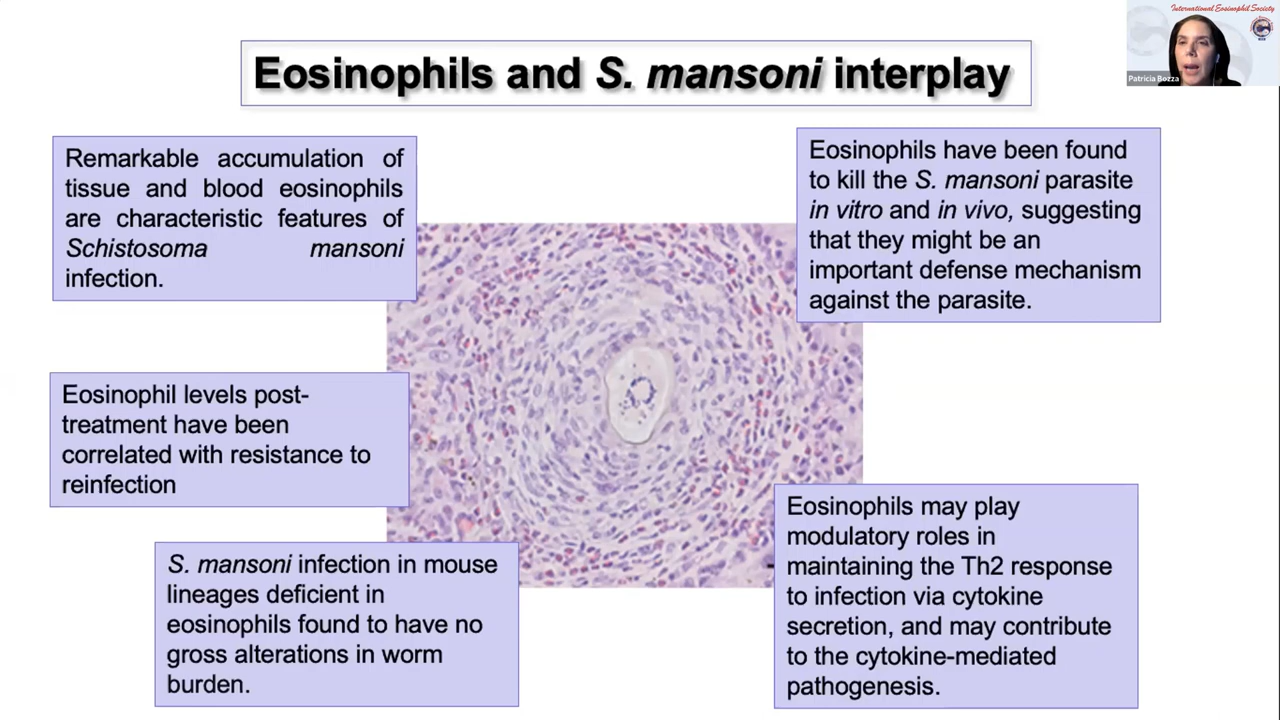 International Eosinophil Society
Patricia Bozza
Eosinophils and S. mansoni interplay
Remarkable accumulation of
tissue and blood eosinophils
are characteristic features of
Schistosoma mansoni
infection.
Eosinophils have been found
to kill the S. mansoni parasite
in vitro and in vivo, suggesting
that they might be an
important defense mechanism
against the parasite.
Eosinophil levels post-
treatment have been
correlated with resistance to
reinfection
S. mansoni infection in mouse
lineages deficient in
eosinophils found to have no
gross alterations in worm
burden.
Eosinophils may play
modulatory roles in
maintaining the Th2 response
to infection via cytokine
secretion, and may contribute
to the cytokine-mediated
pathogenesis.